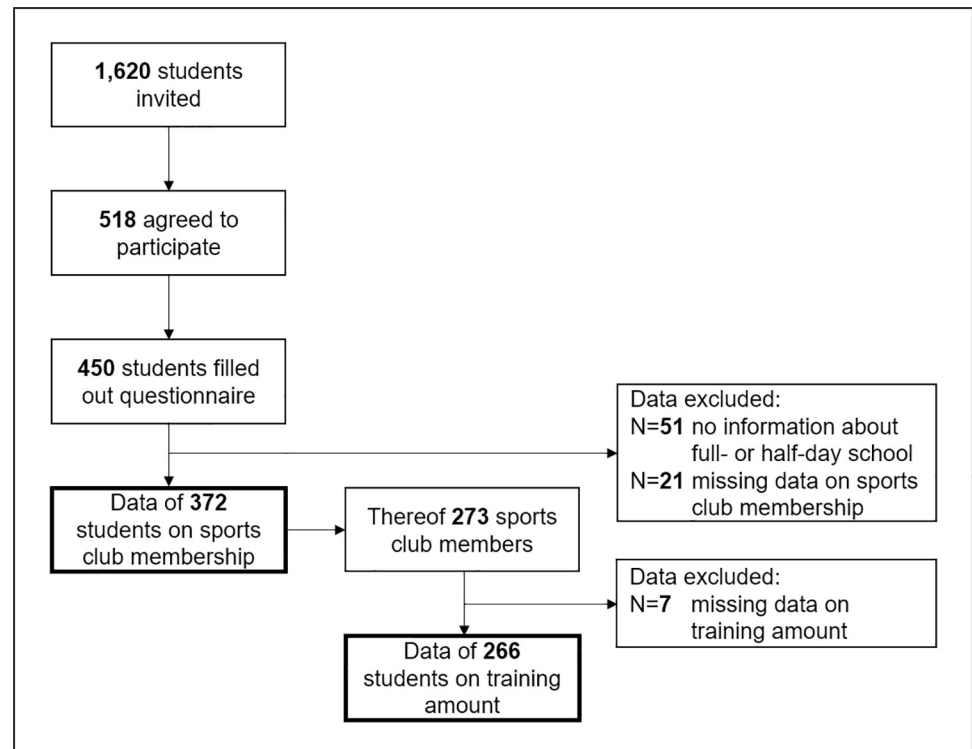 1,620 students
invited
518 agreed to
participate
450 students filled
out questionnaire
Data excluded:
N=51 no information about
full- or half-day school
N=21 missing data on sports
club membership
Data of 372
students on sports
club membership
Thereof 273 sports
club members
Data excluded:
N=7 missing data on
training amount
Data of 266
students on training
amount